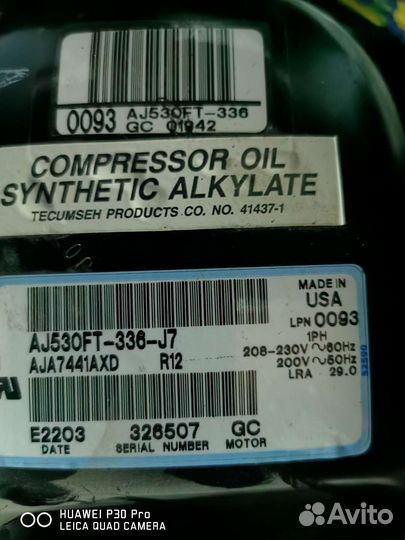 0093 AJ530FT-336
GC 01942
COMPRESSOR OIL
SYNTHETIC ALKYLATE
TECUMSEH PRODUCTS CO. NO. 41437-1
MADE IN
USA
LPN 0093
AJ530FT-336-J7
1PH
AJA7441AXD R12
208-230V ~ 60Hz
200V ~ 50Hz
LRA 29.0
52590
E2203 326507 GC
DATE SERIAL NUMBER MOTOR
HUAWEI P30 Pro
LEICA QUAD CAMERA
Avito